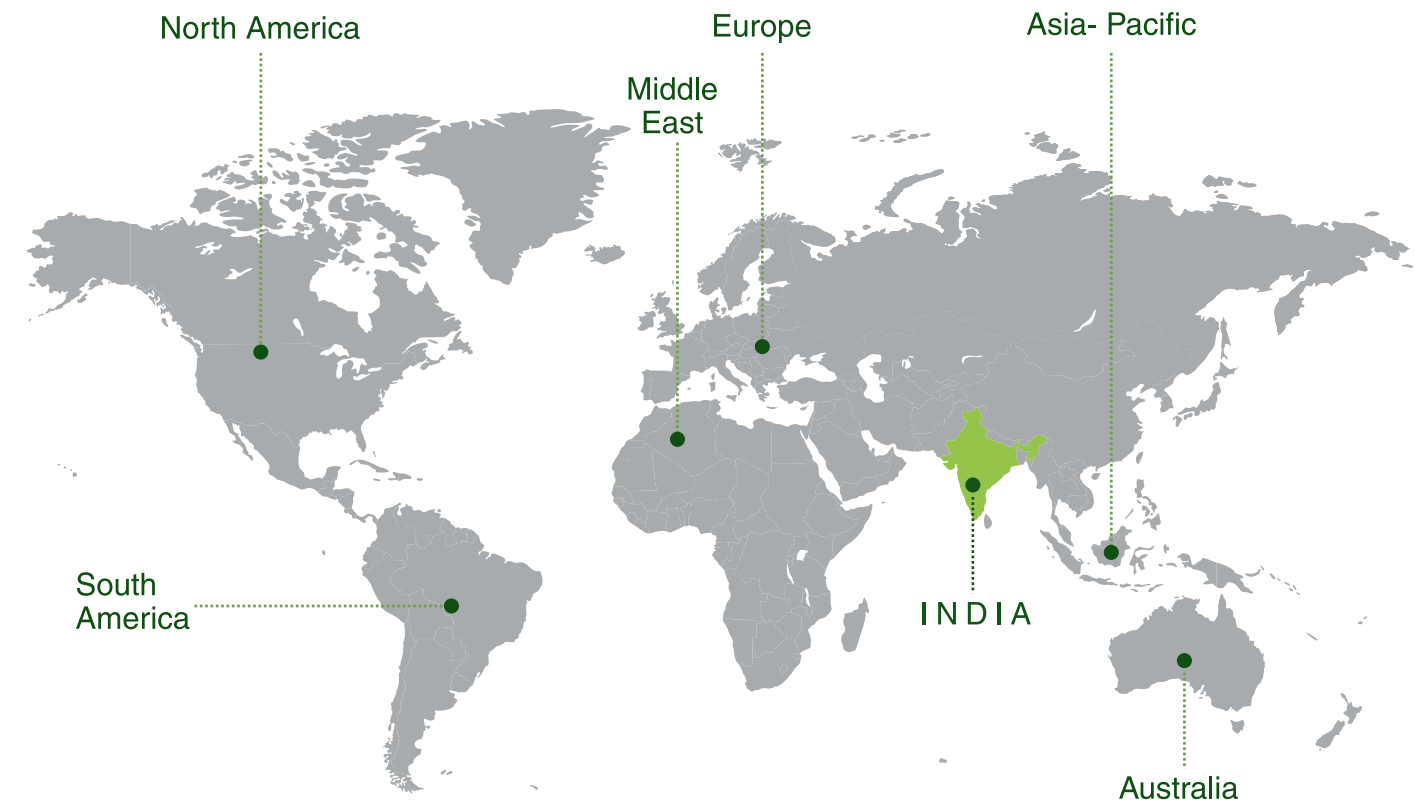 North America
Europe
Asia- Pacific
Middle
East
South
America
INDIA
Australia